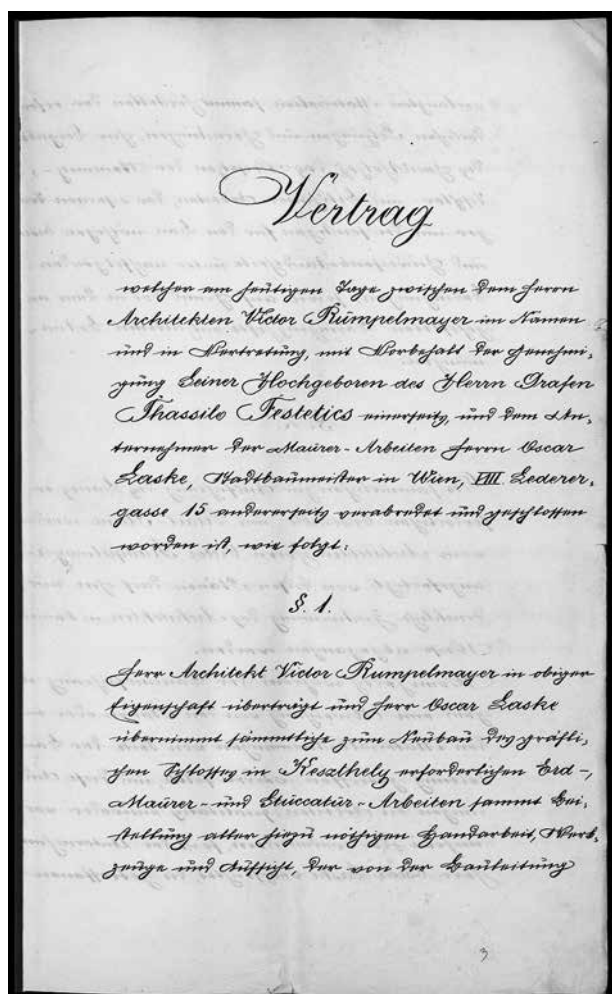 Vertrag
welcher am heutigen Tage zwischen dem Herrn
Architekten Victor Rumpelmayer im Namen
und in Vertretung, mit Vorbehalt der Genehmi-
gung Seiner Hochgeboren des Herrn Grafen
Thassilo Festetics einerseits, und dem Un-
ternehmer der Maurer-Arbeiten Herrn Oscar
Laske, Stadtbaumeister in Wien, VIII Lederer-
gasse 15 andererseits verabredet und geschlossen
worden ist, wie folgt:
§. 1.
Herr Architekt Victor Rumpelmayer in obiger
Eigenschaft überträgt und Herr Oscar Laske
übernimmt sämmtliche zum Neubau des gräfli-
chen Schlosses in Keszthely erforderlichen Erd-,
Maurer- und Stuccatur-Arbeiten sammt Bei-
stellung aller hiezu nöthigen Handarbeit, Werk-
zeuge und Aufsicht, der von der Bauleitung
3